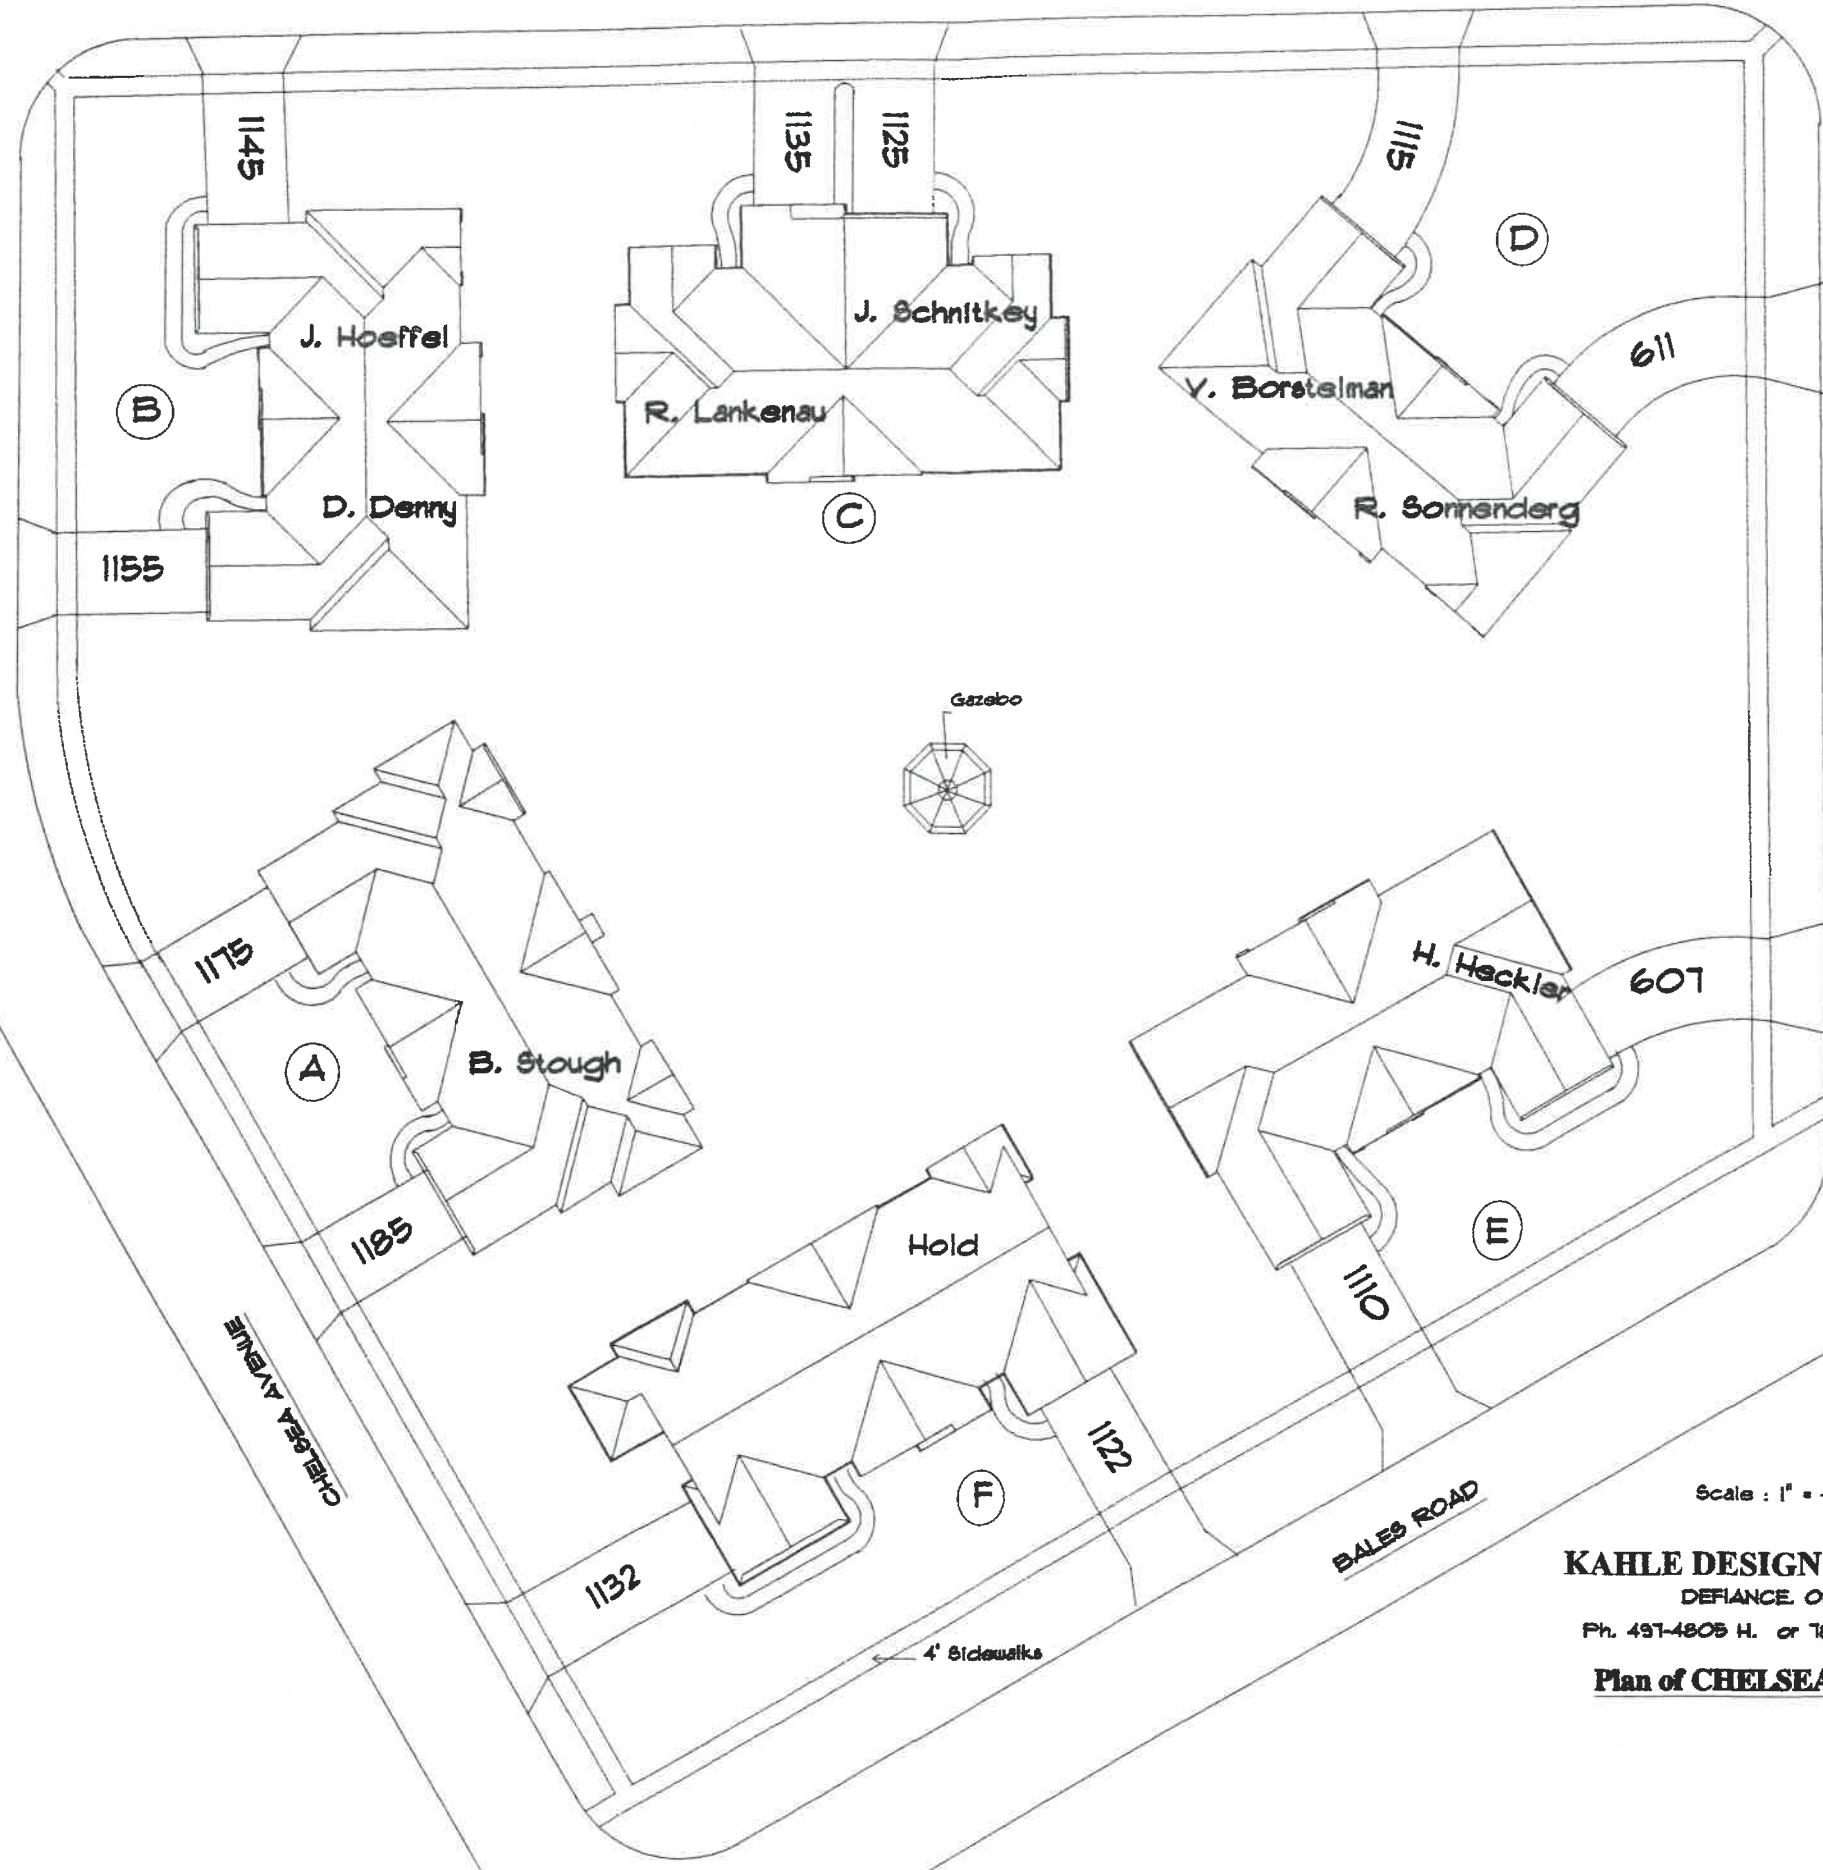 1145
1135
1125
1115
D
J. Hoeffel
J. Schnitkey
611
B
R. Lankenau
V. Borstelman
D. Denny
C
R. Sonnenderg
1155
Gazebo
1175
H. Heckler
607
A
B. Stough
1185
Hold
E
1110
CHELSEA AVENUE
1122
F
1132
BALES ROAD
Scale : 1" =
KAHLE DESIGN
DEFIANCE, O
Ph. 497-4805 H. or
4' Sidewalks
Plan of CHELSEA